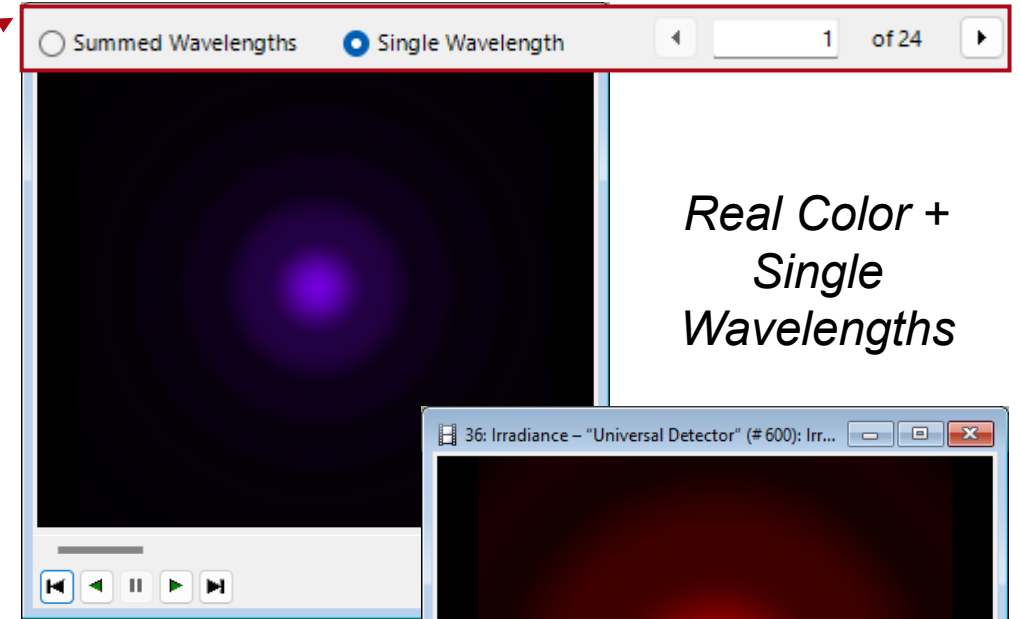 Summed Wavelengths Single Wavelength 1 of 24
Real Color +
Single
Wavelengths
36: Irradiance – "Universal Detector" (# 600): Irr...